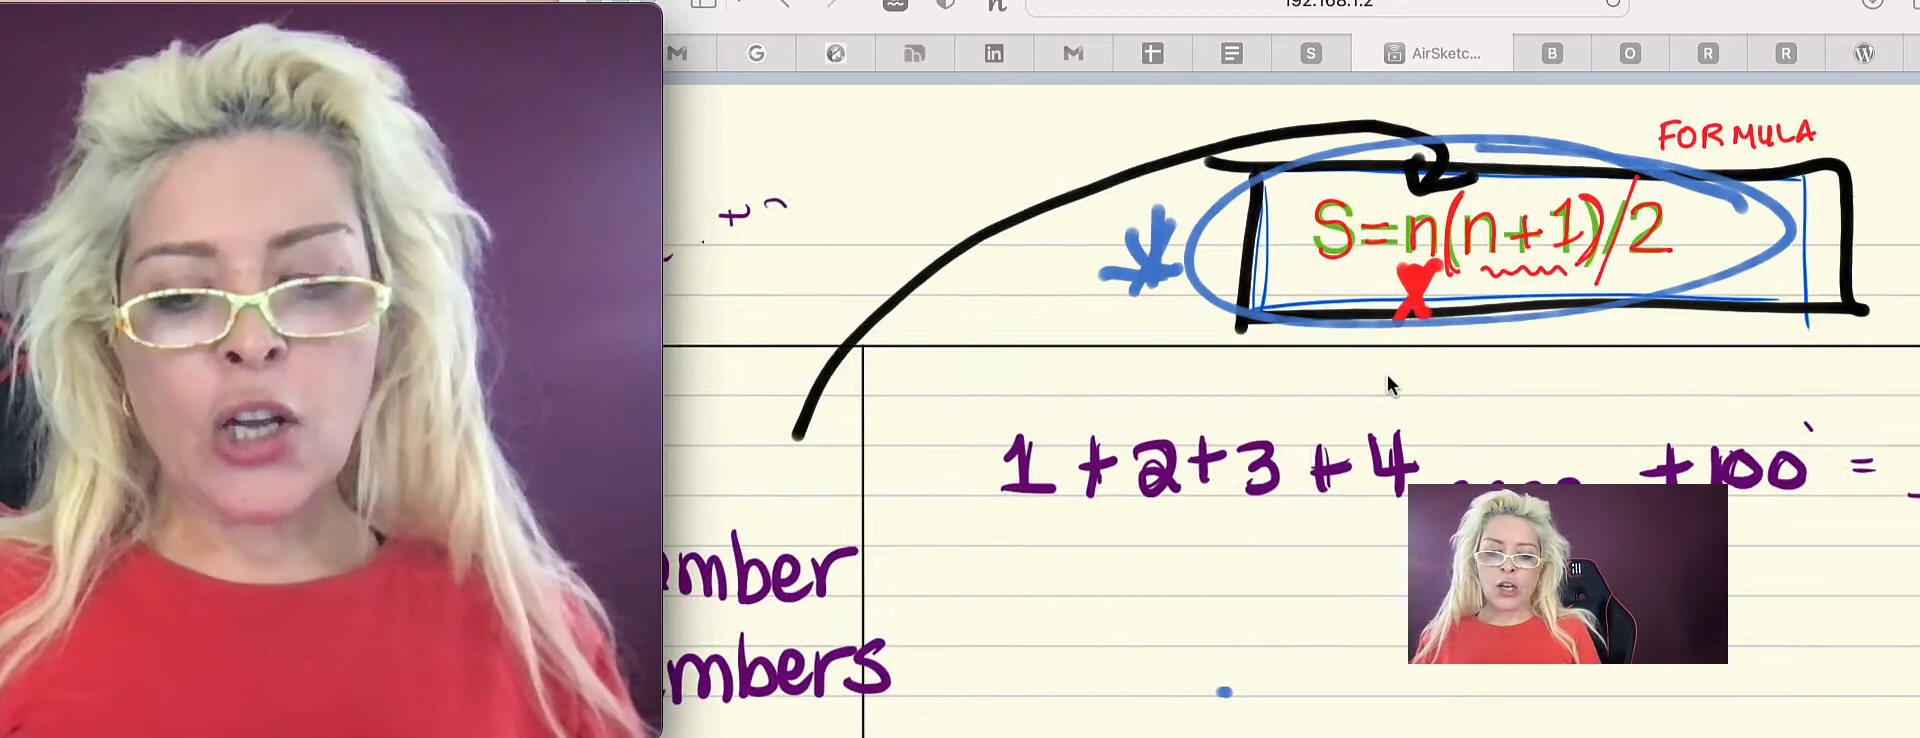 192.168.1.2
AirSketc...
FORMULA
S=n(n+1)/2
x
1+2+3+4 ..... +100 =
mber
mbers